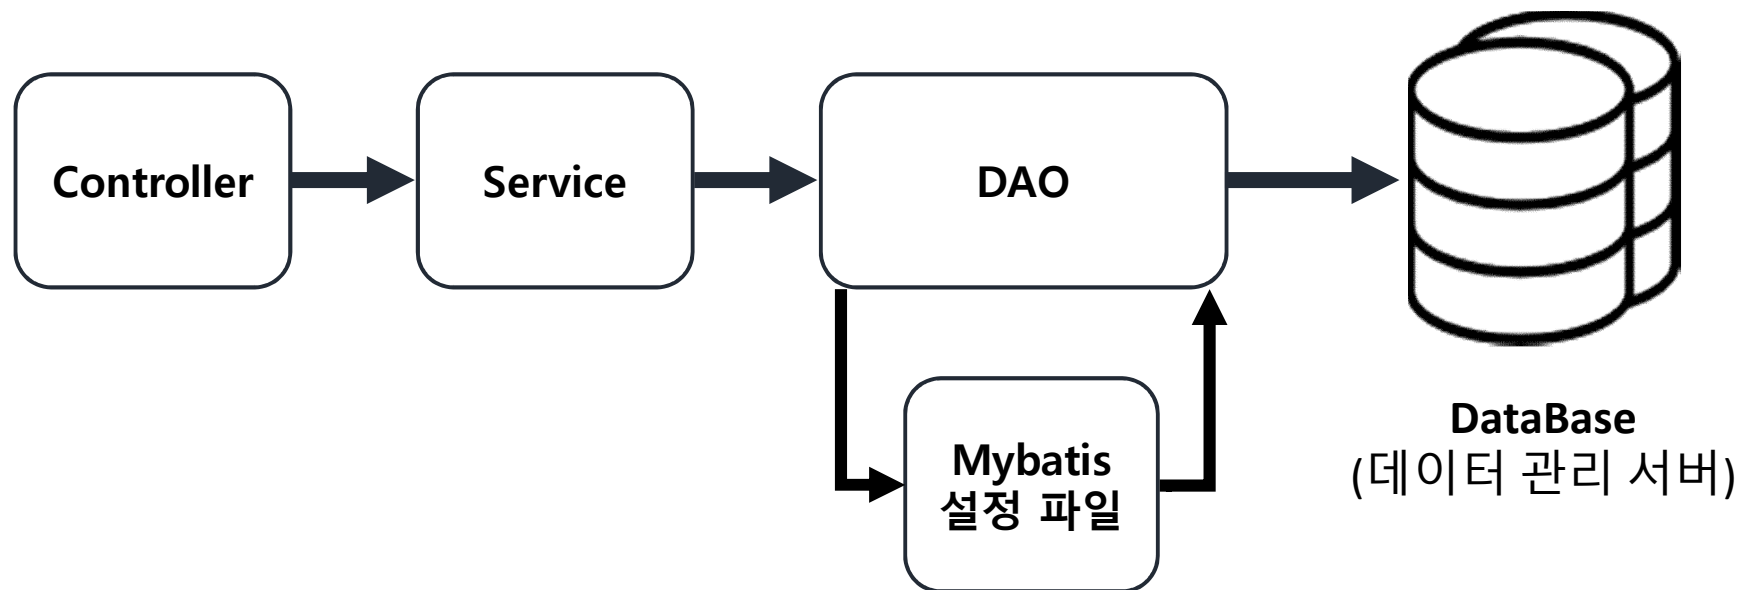 Controller
Service
DAO
Mybatis
설정 파일
DataBase
(데이터 관리 서버)